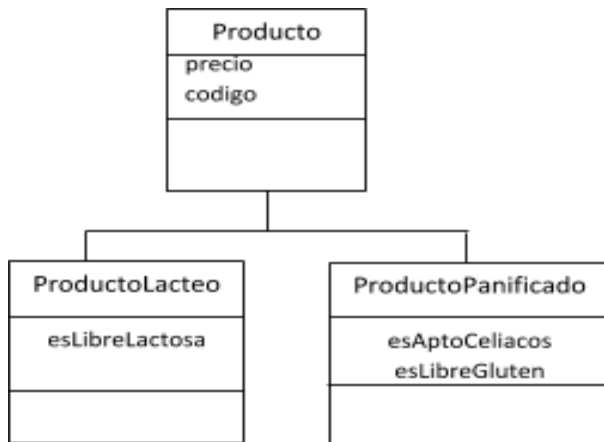 Producto
precio
codigo
ProductoLacteo
esLibreLactosa
ProductoPanificado
esAptoCeliacos
esLibreGluten